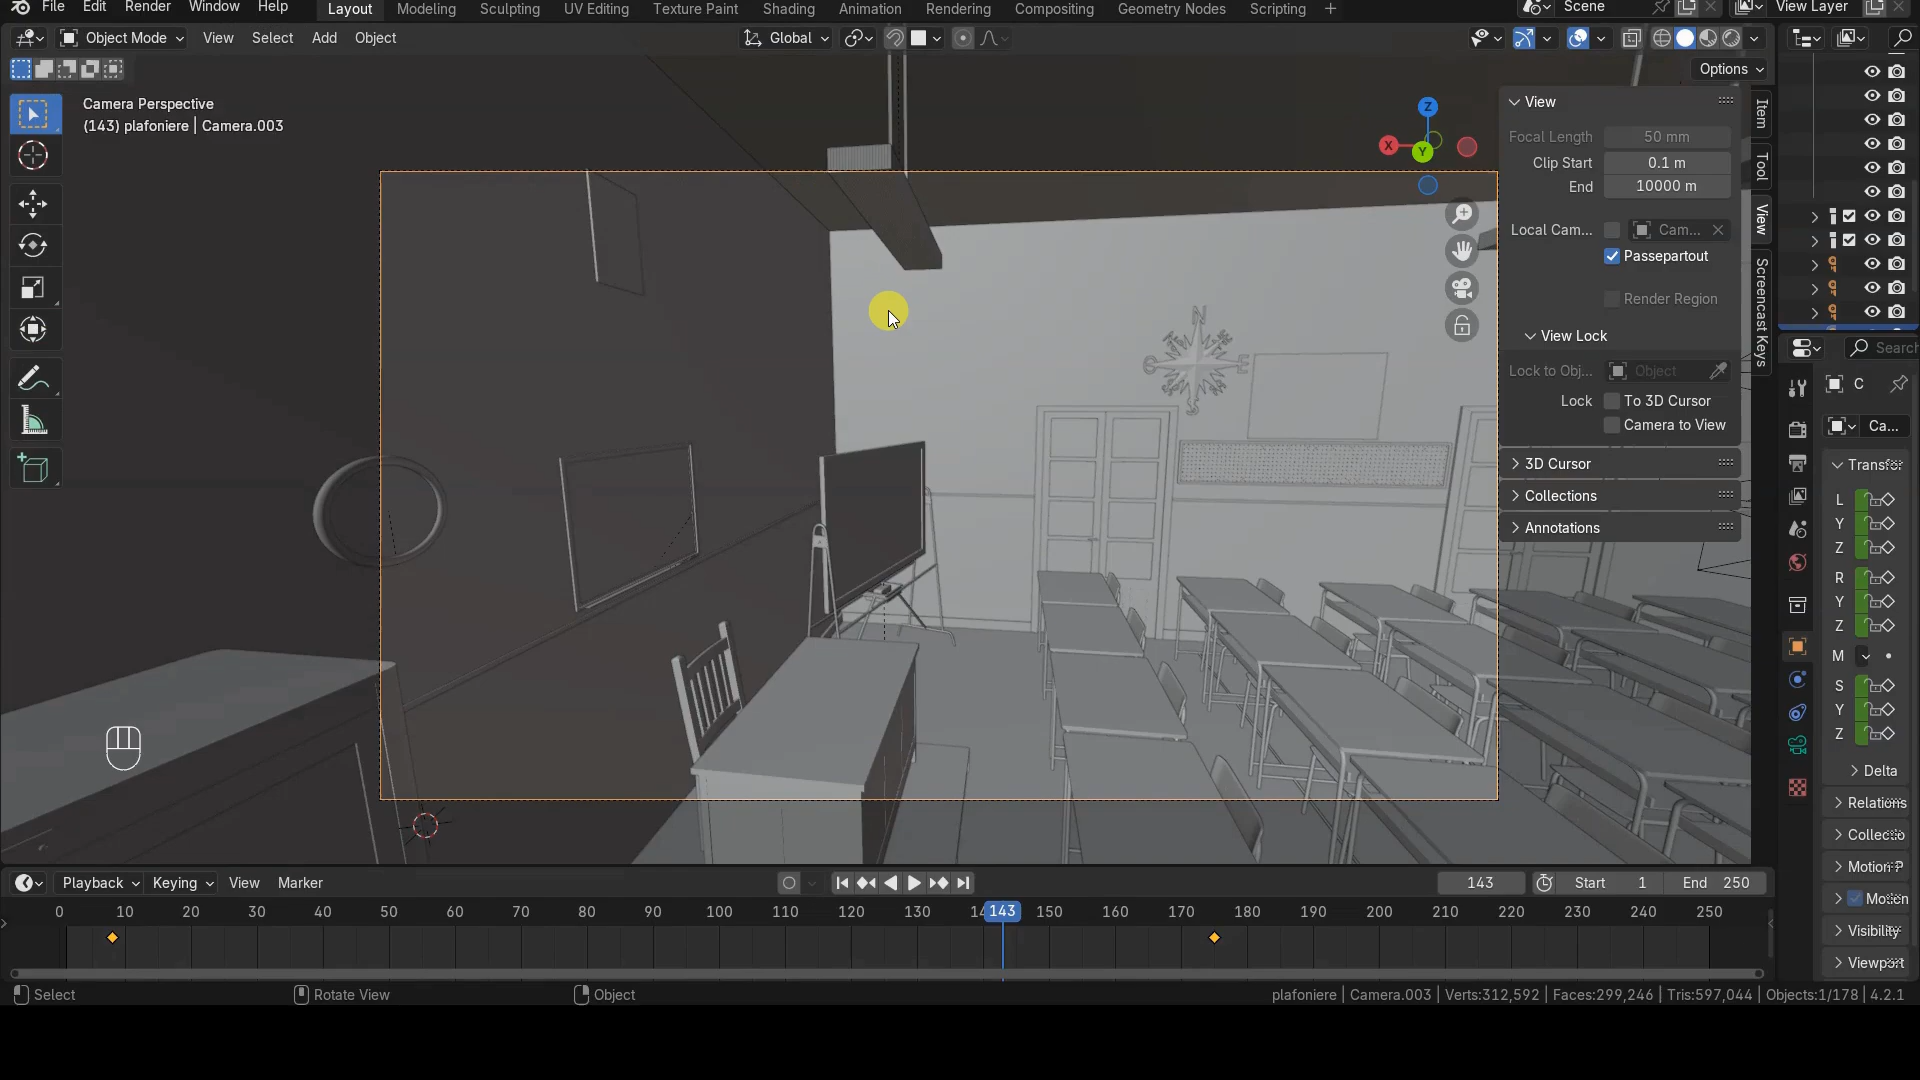 File Edit Render Window Help Layout Modeling Sculpting UV Editing Texture Paint Shading Animation Rendering Compositing Geometry Nodes Scripting + Scene View Layer
Object Mode View Select Add Object Global
Options
Camera Perspective
(143) plafoniere | Camera.003
Z
X
Y
View
Focal Length 50 mm
Clip Start 0.1 m
End 10000 m
Local Cam... Cam...
Passepartout
Render Region
View Lock
Lock to Obj... Object
Lock To 3D Cursor
Camera to View
3D Cursor
Collections
Annotations
Item
Tool
View
Screencast Keys
N
E
S
Search
C
Ca...
Transfor
L
Y
Z
R
Y
Z
M
S
Y
Z
Delta
Relations
Collectio
Motion P
Motion
Visibility
Viewport
Playback Keying View Marker 143 Start 1 End 250
0 10 20 30 40 50 60 70 80 90 100 110 120 130 14 143 150 160 170 180 190 200 210 220 230 240 250
Select Rotate View Object plafoniere | Camera.003 | Verts:312,592 | Faces:299,246 | Tris:597,044 | Objects:1/178 | 4.2.1